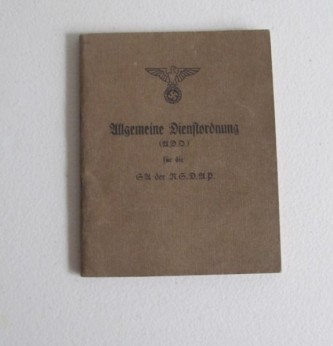 Allgemeine Dienstordnung
(A.D.O.)
für die
SA der N.S.D.A.P.